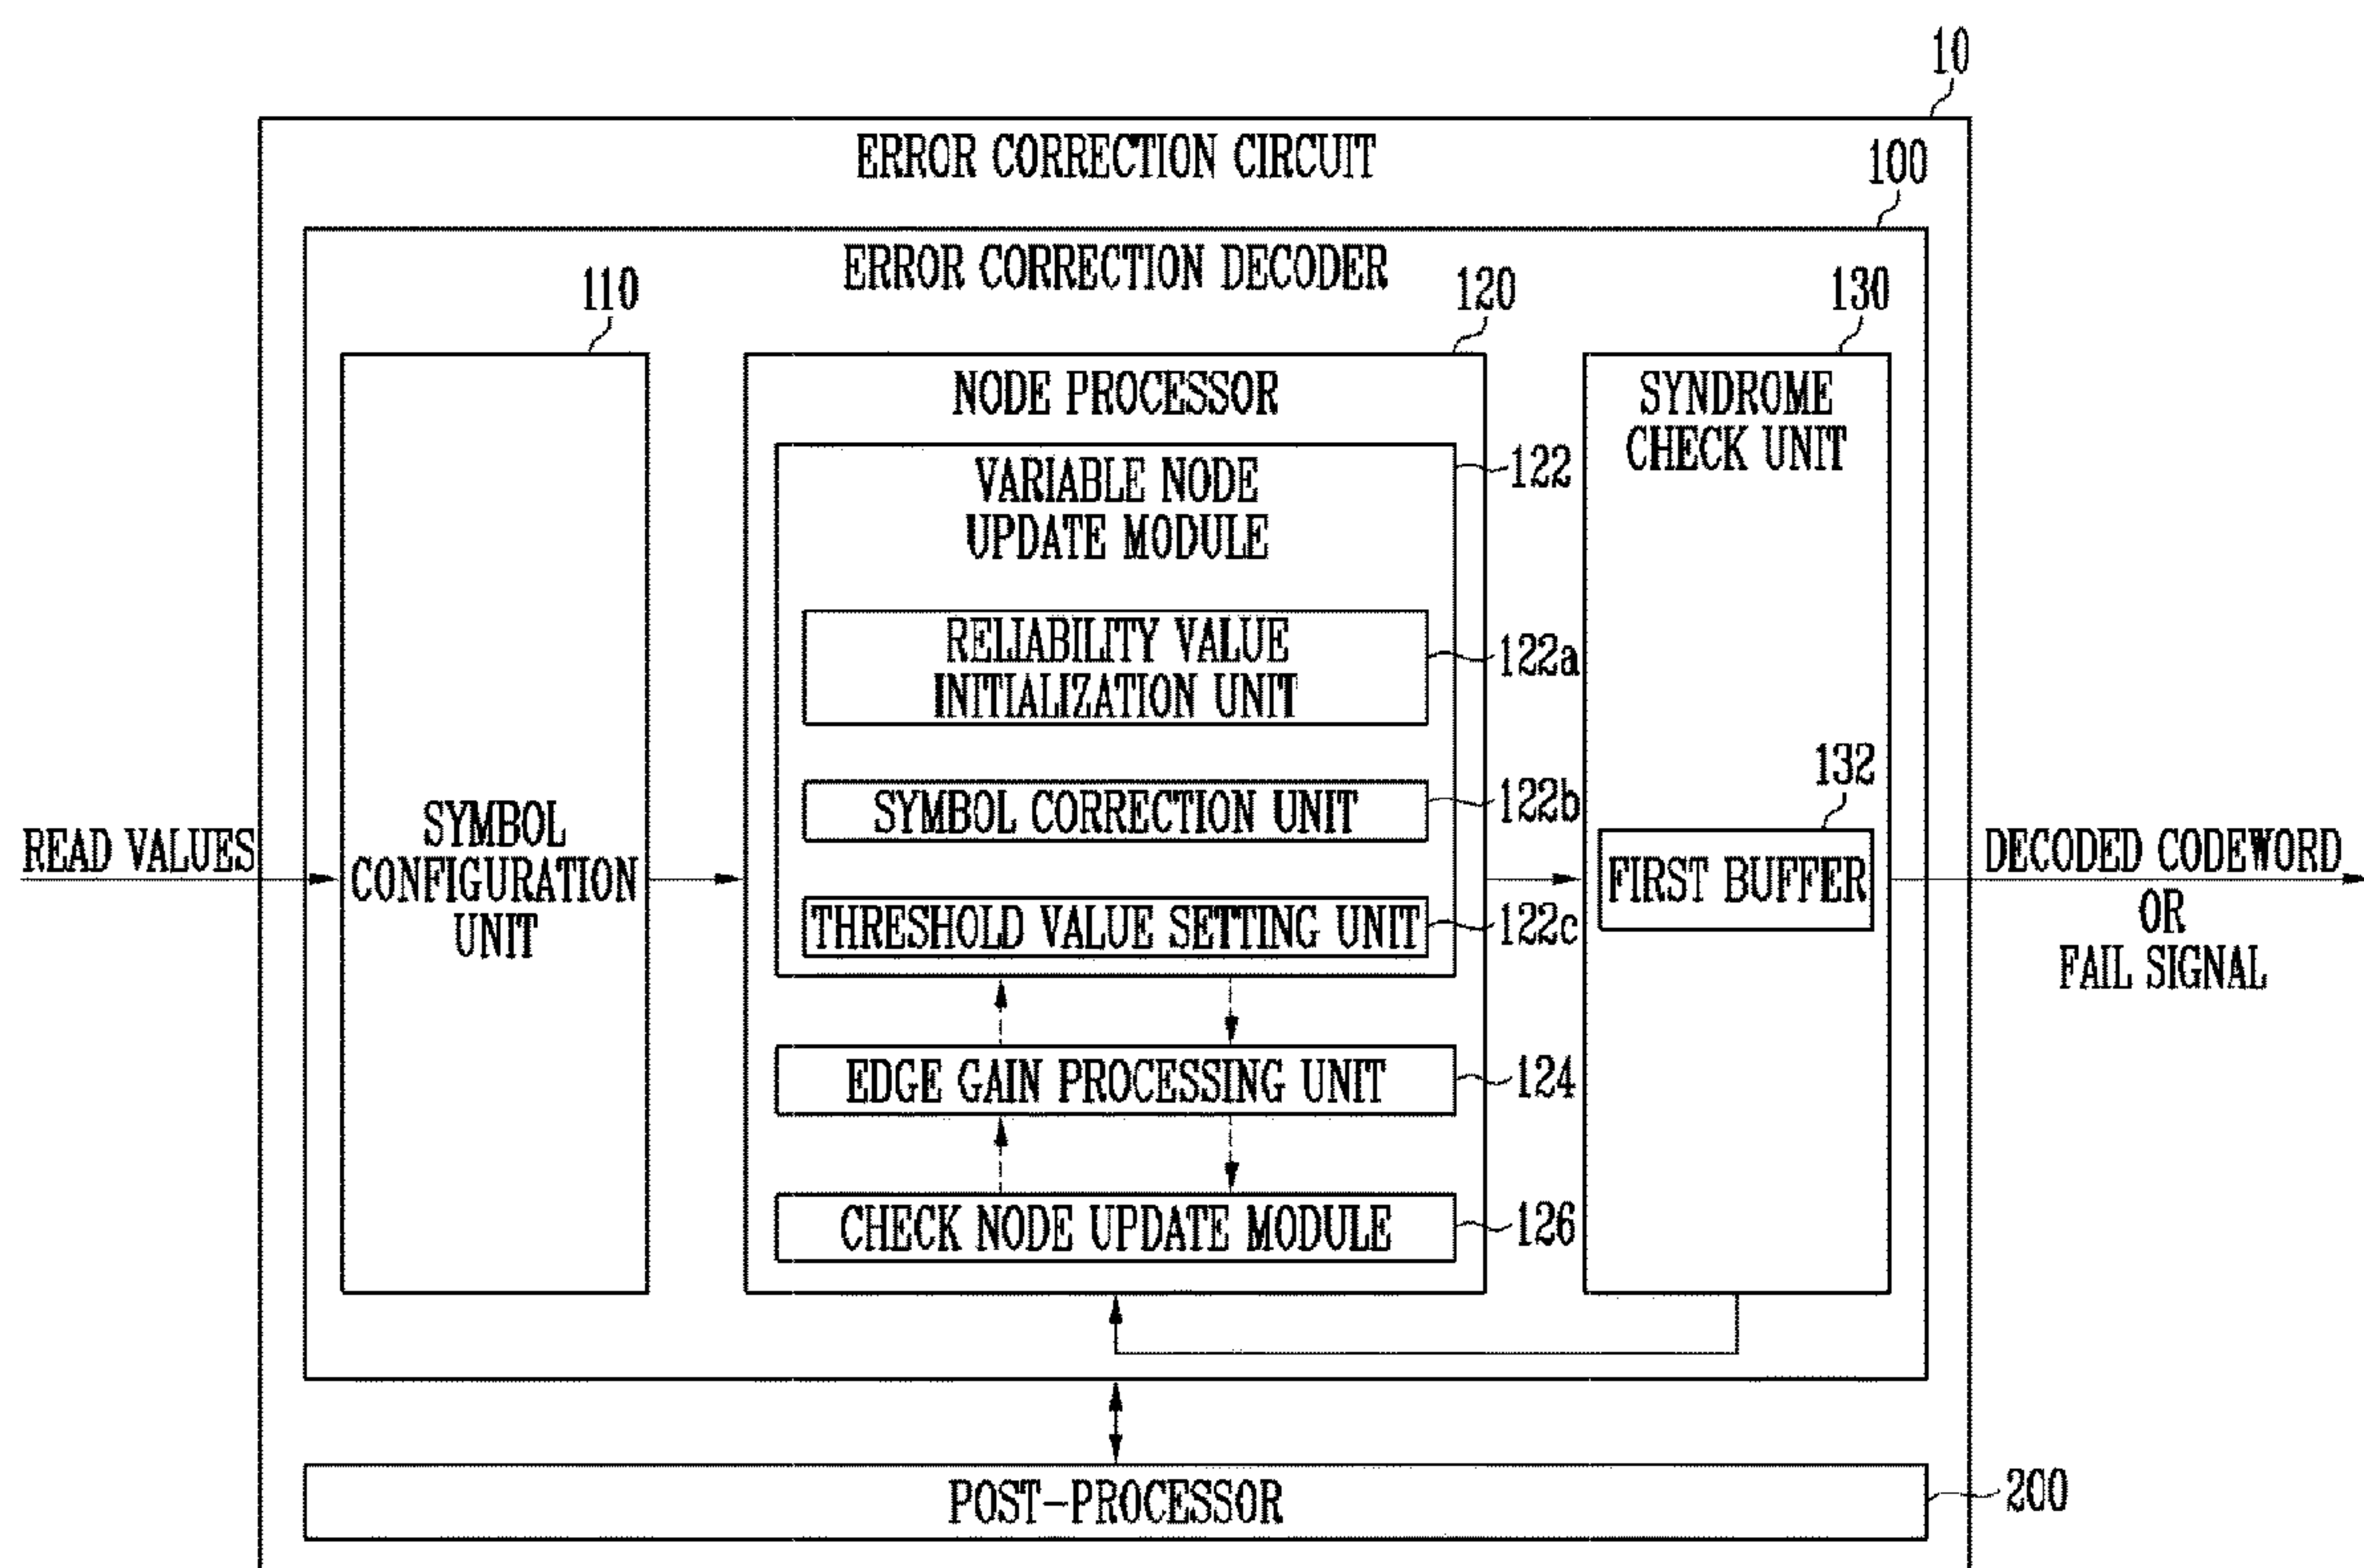 10
ERROR CORRECTION CIRCUIT
100
ERROR CORRECTION DECODER
110
120
130
NODE PROCESSOR
SYNDROME
CHECK UNIT
VARIABLE NODE
UPDATE MODULE
122
RELIABILITY VALUE
INITIALIZATION UNIT
122a
SYMBOL CORRECTION UNIT
122b
132
READ VALUES
SYMBOL
CONFIGURATION
UNIT
FIRST BUFFER
DECODED CODEWORD
OR
FAIL SIGNAL
THRESHOLD VALUE SETTING UNIT
122c
EDGE GAIN PROCESSING UNIT
124
CHECK NODE UPDATE MODULE
126
POST-PROCESSOR
200